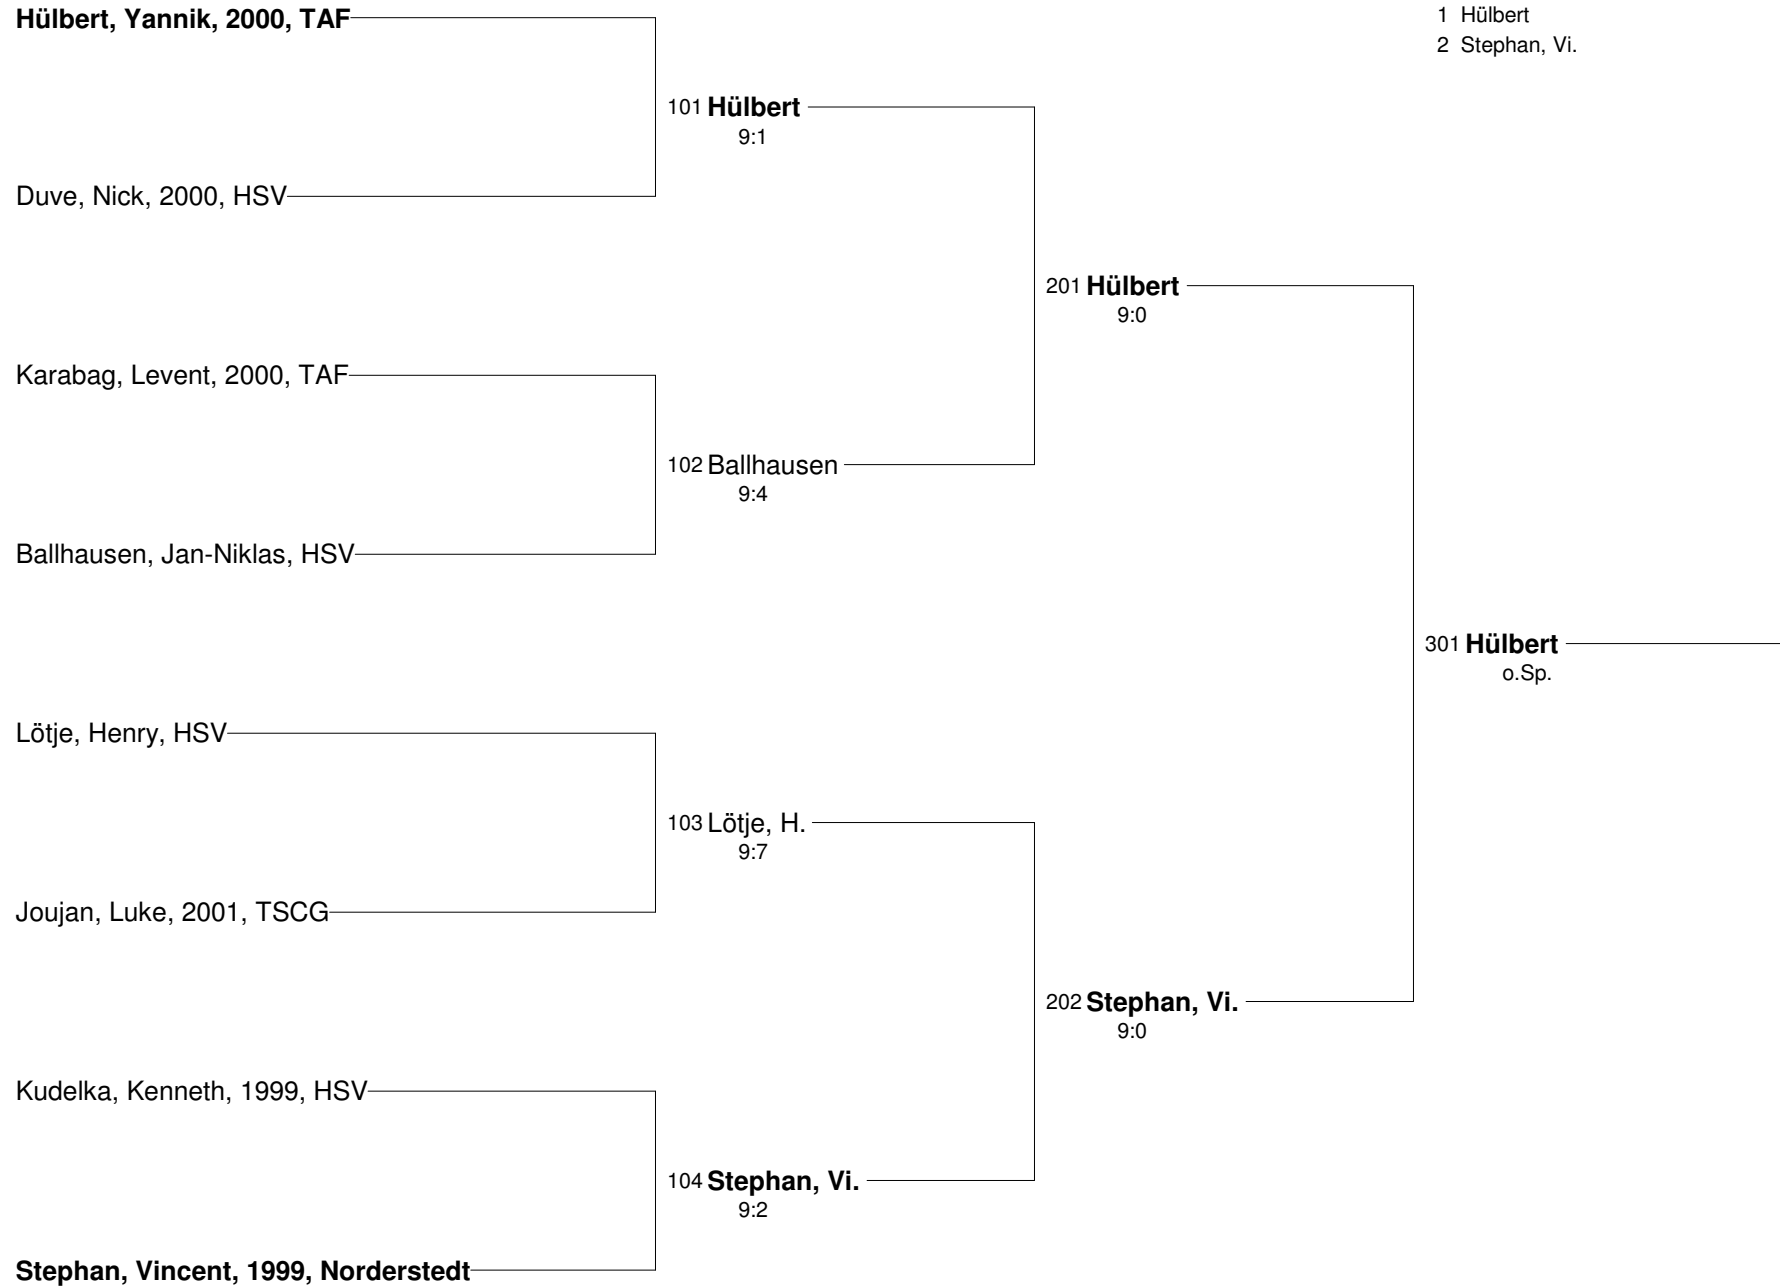 Hülbert, Yannik, 2000, TAF
1 Hülbert
2 Stephan, Vi.
101 Hülbert
9:1
Duve, Nick, 2000, HSV
201 Hülbert
9:0
Karabag, Levent, 2000, TAF
102 Ballhausen
9:4
Ballhausen, Jan-Niklas, HSV
301 Hülbert
o.Sp.
Lötje, Henry, HSV
103 Lötje, H.
9:7
Joujan, Luke, 2001, TSCG
202 Stephan, Vi.
9:0
Kudelka, Kenneth, 1999, HSV
104 Stephan, Vi.
9:2
Stephan, Vincent, 1999, Norderstedt